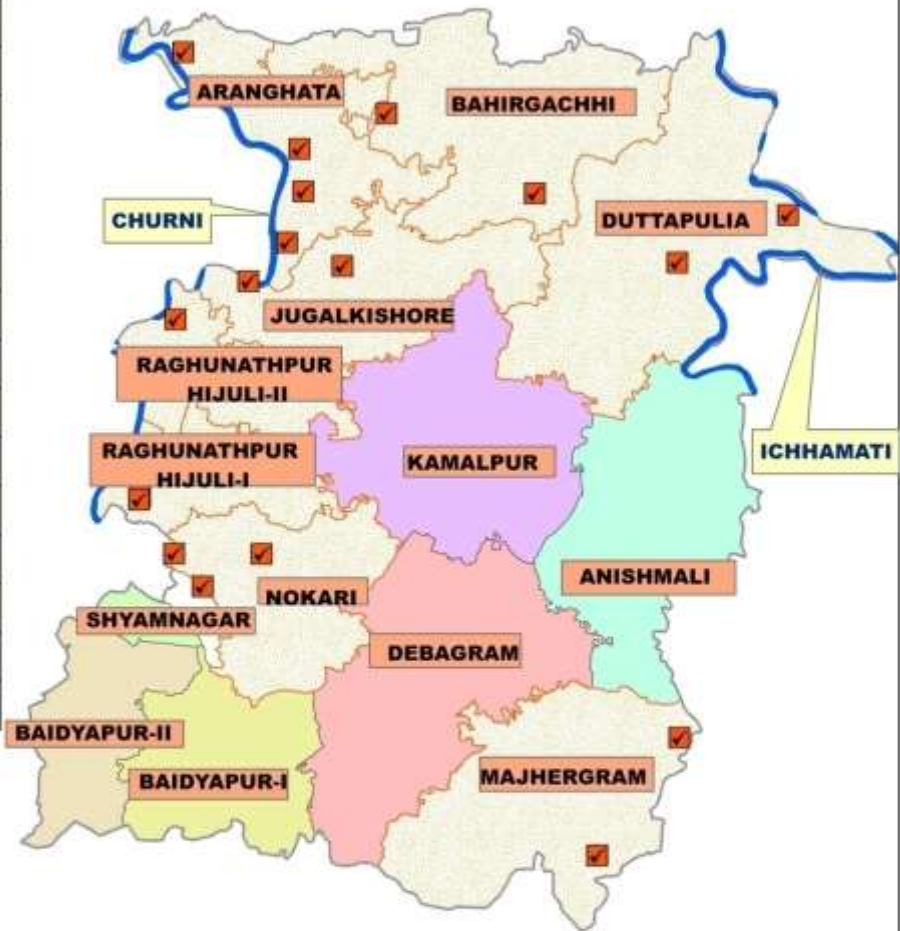 ARANGHATA
BAHIRGACHHI
CHURNI
DUTTAPULIA
JUGALKISHORE
RAGHUNATHPUR
HIJULI-II
RAGHUNATHPUR
HIJULI-I
KAMALPUR
ICHHAMATI
ANISHMALI
NOKARI
SHYAMNAGAR
DEBAGRAM
BAIDYAPUR-II
BAIDYAPUR-I
MAJHERGRAM